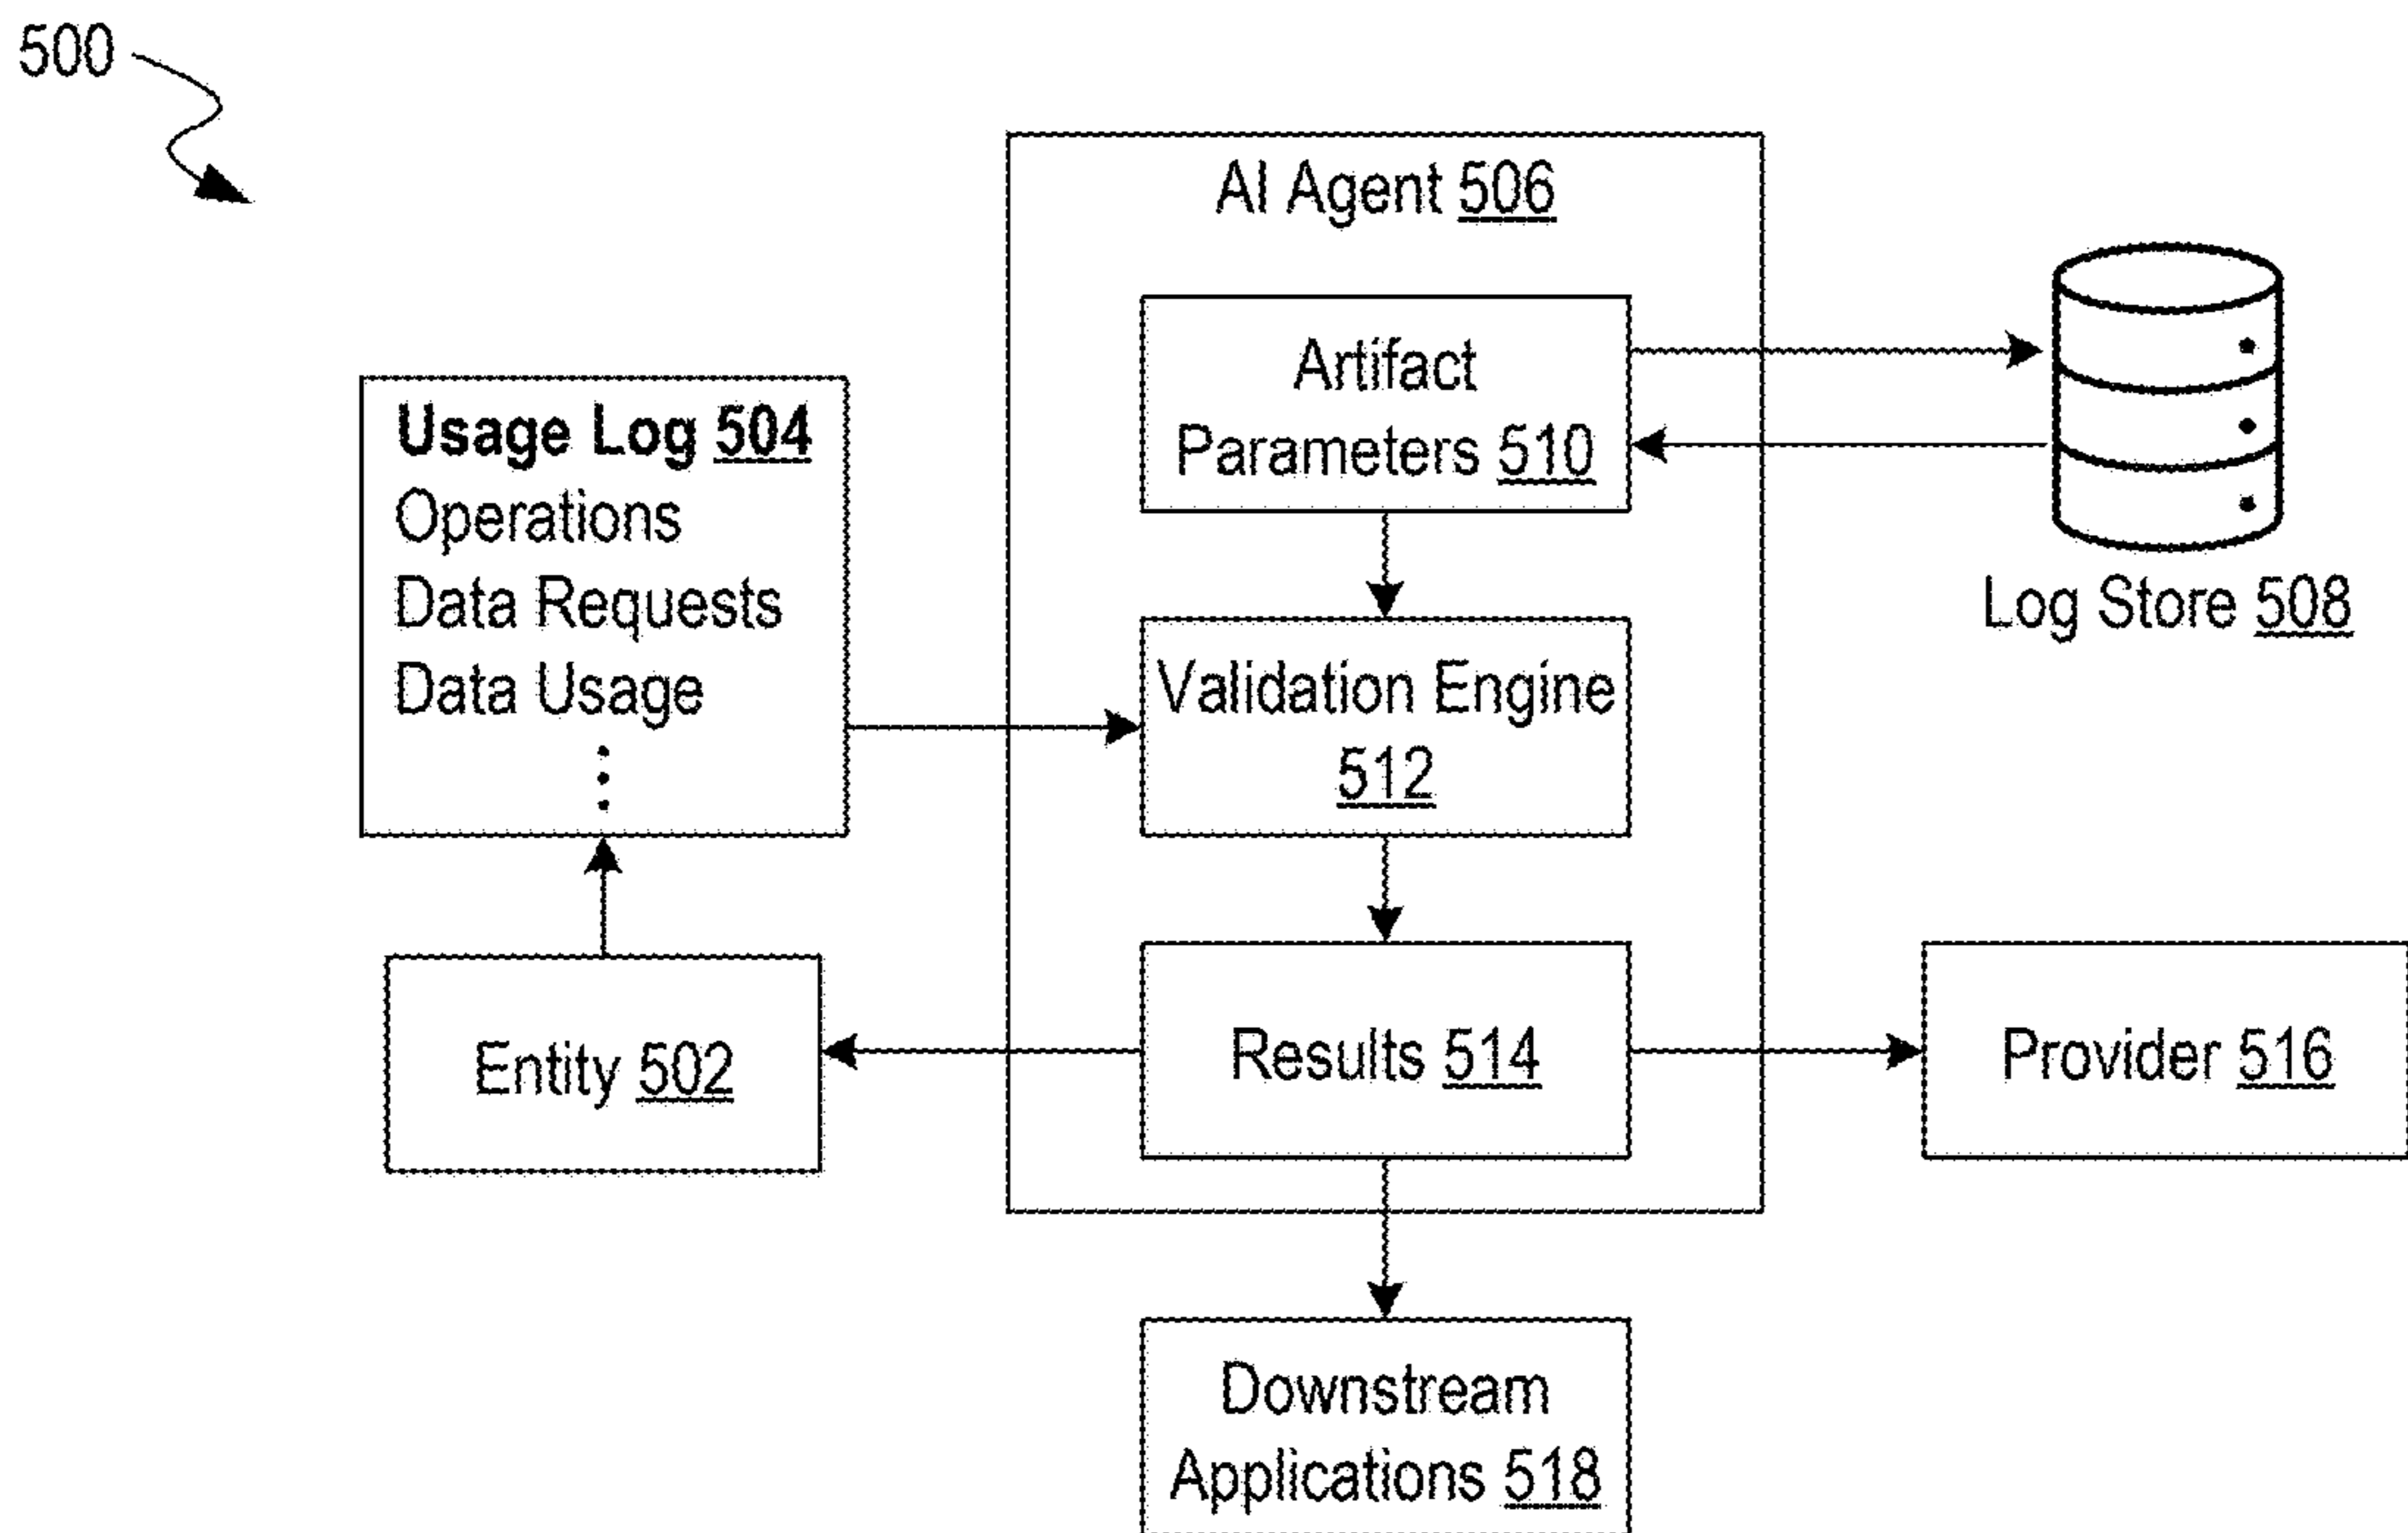 500
AI Agent 506
Artifact
Parameters 510
Log Store 508
Usage Log 504
Operations
Data Requests
Data Usage
Validation Engine
512
Entity 502
Results 514
Provider 516
Downstream
Applications 518